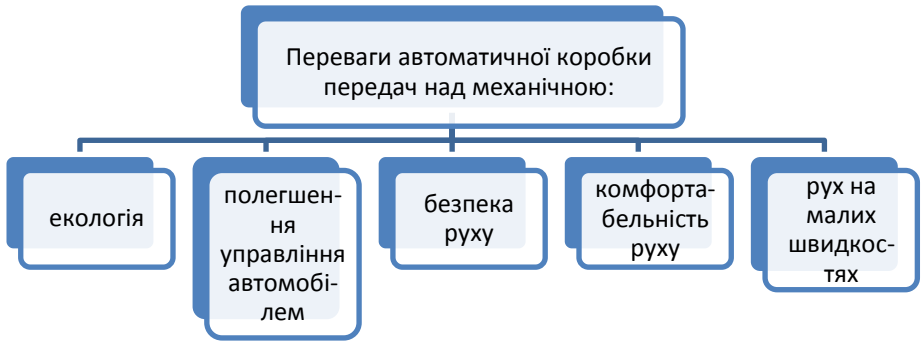 Переваги автоматичної коробки
передач над механічною:
екологія
полегшен-
ня
управління
автомобі-
лем
безпека
руху
комфорта-
бельність
руху
рух на
малих
швидкос-
тях